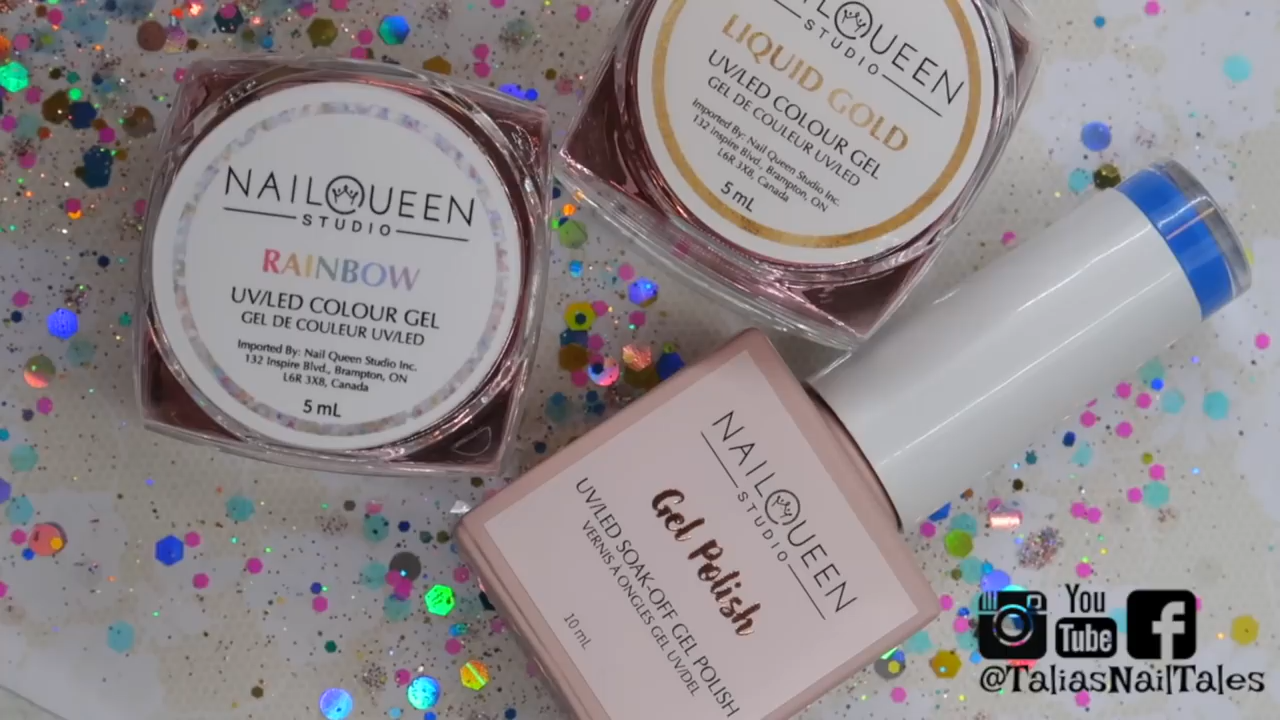 NAILQUEEN
STUDIO
RAINBOW
UV/LED COLOUR GEL
GEL DE COULEUR UV/LED
Imported By: Nail Queen Studio Inc.
132 Inspire Blvd., Brampton, ON
L6R 3X8, Canada
5 mL
NAILQUEEN
STUDIO
LIQUID GOLD
UV/LED COLOUR GEL
GEL DE COULEUR UV/LED
Imported By: Nail Queen Studio Inc.
132 Inspire Blvd., Brampton, ON
L6R 3X8, Canada
5 mL
NAILQUEEN
STUDIO
Gel Polish
UV/LED SOAK-OFF GEL POLISH
VERNIS À ONGLES GEL UV/DEL
10 mL
You
Tube
f
@TaliasNailTales